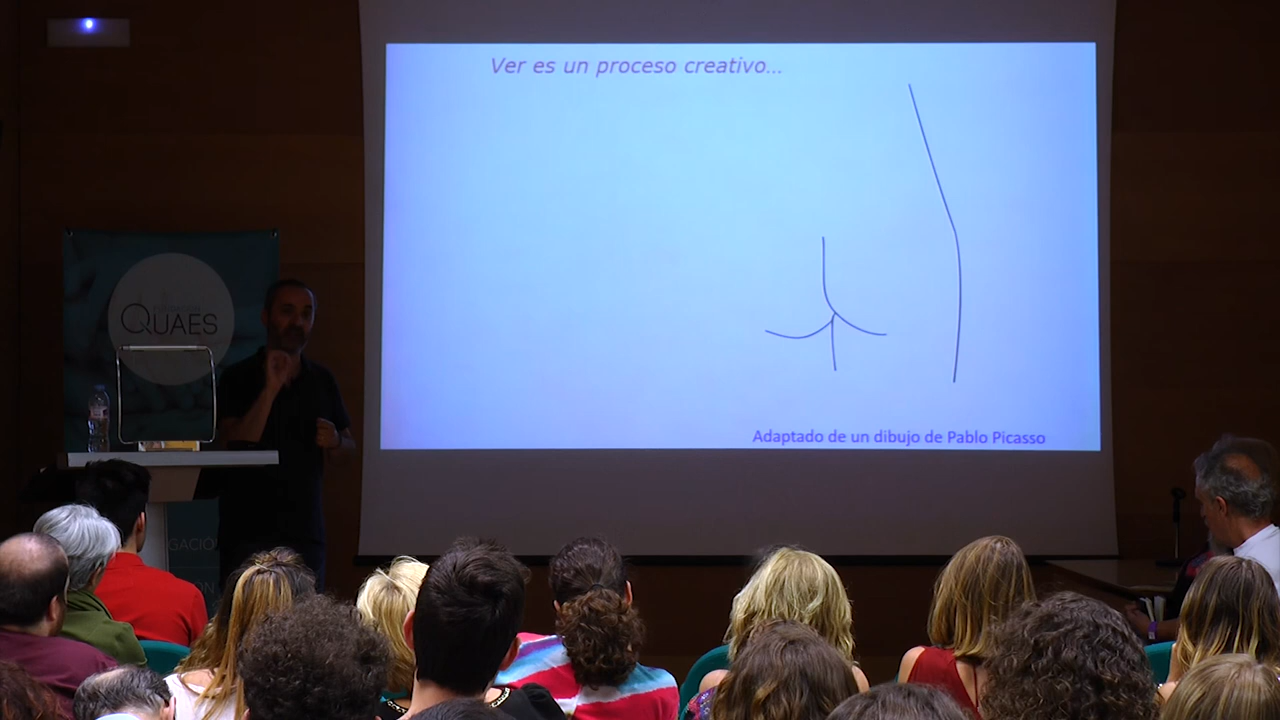 Ver es un proceso creativo...
QUAES
Adaptado de un dibujo de Pablo Picasso